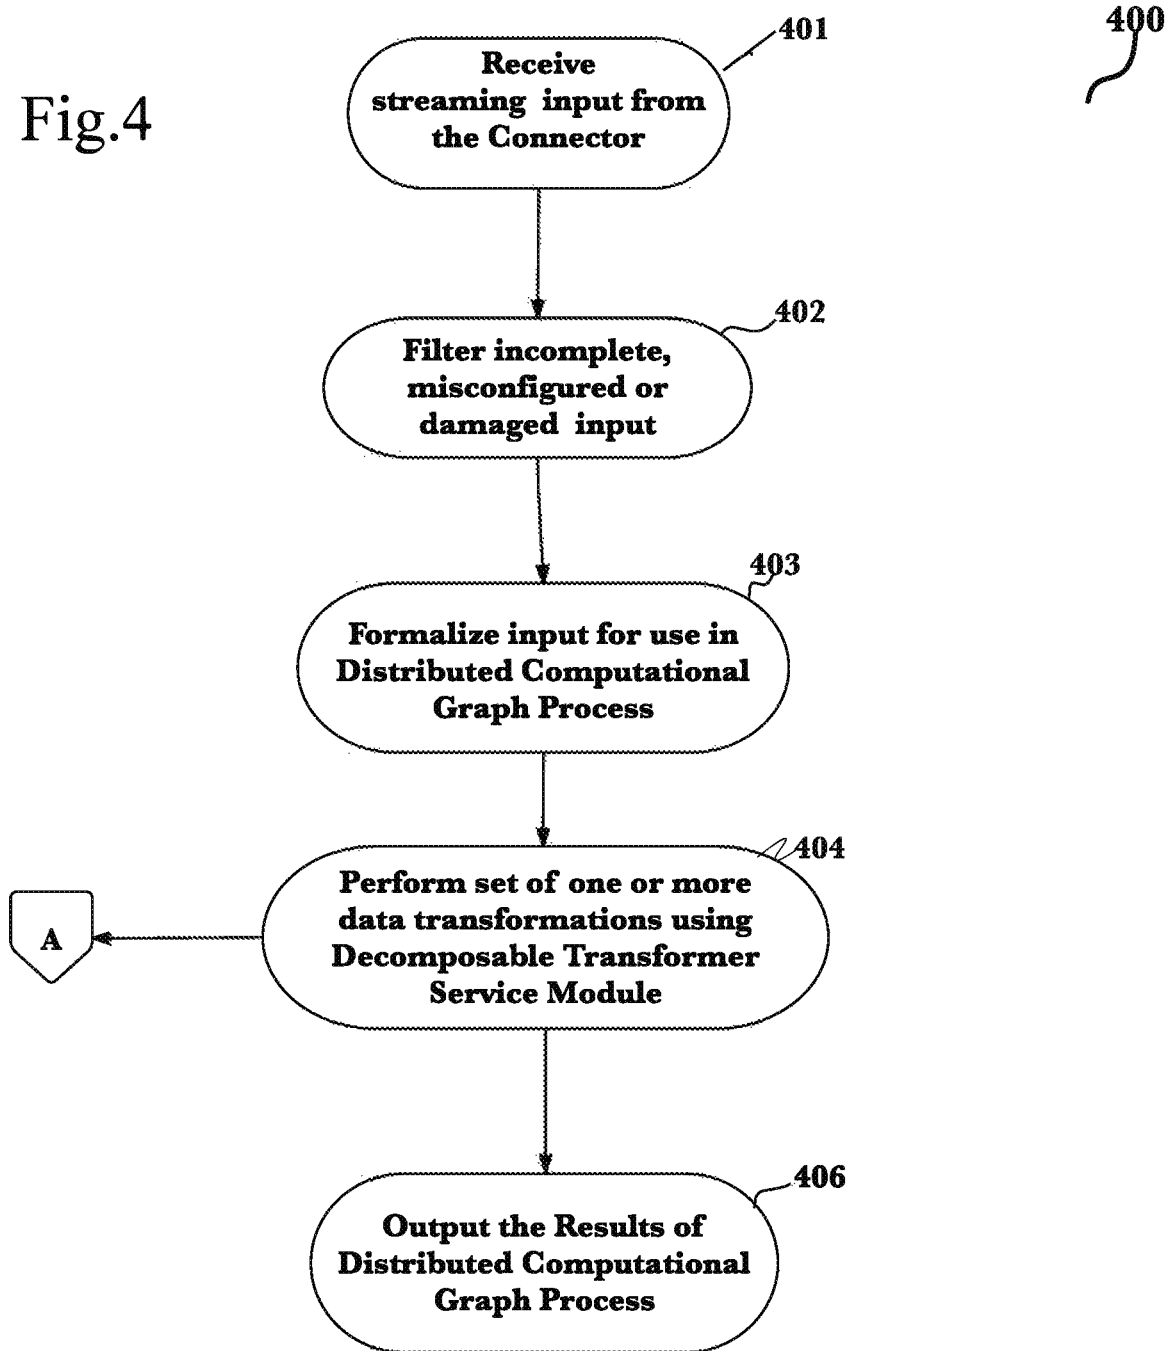 400
Fig.4
401
Receive
streaming input from
the Connector
402
Filter incomplete,
misconfigured or
damaged input
403
Formalize input for use in
Distributed Computational
Graph Process
404
Perform set of one or more
data transformations using
Decomposable Transformer
Service Module
A
406
Output the Results of
Distributed Computational
Graph Process